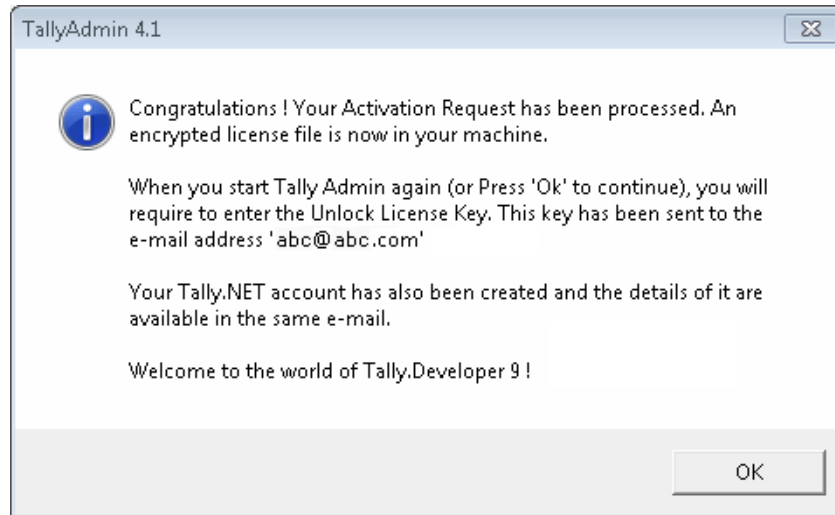 TallyAdmin 4.1
Congratulations ! Your Activation Request has been processed. An
encrypted license file is now in your machine.
When you start Tally Admin again (or Press 'Ok' to continue), you will
require to enter the Unlock License Key. This key has been sent to the
e-mail address 'abc@abc.com'
Your Tally.NET account has also been created and the details of it are
available in the same e-mail.
Welcome to the world of Tally.Developer 9 !
OK